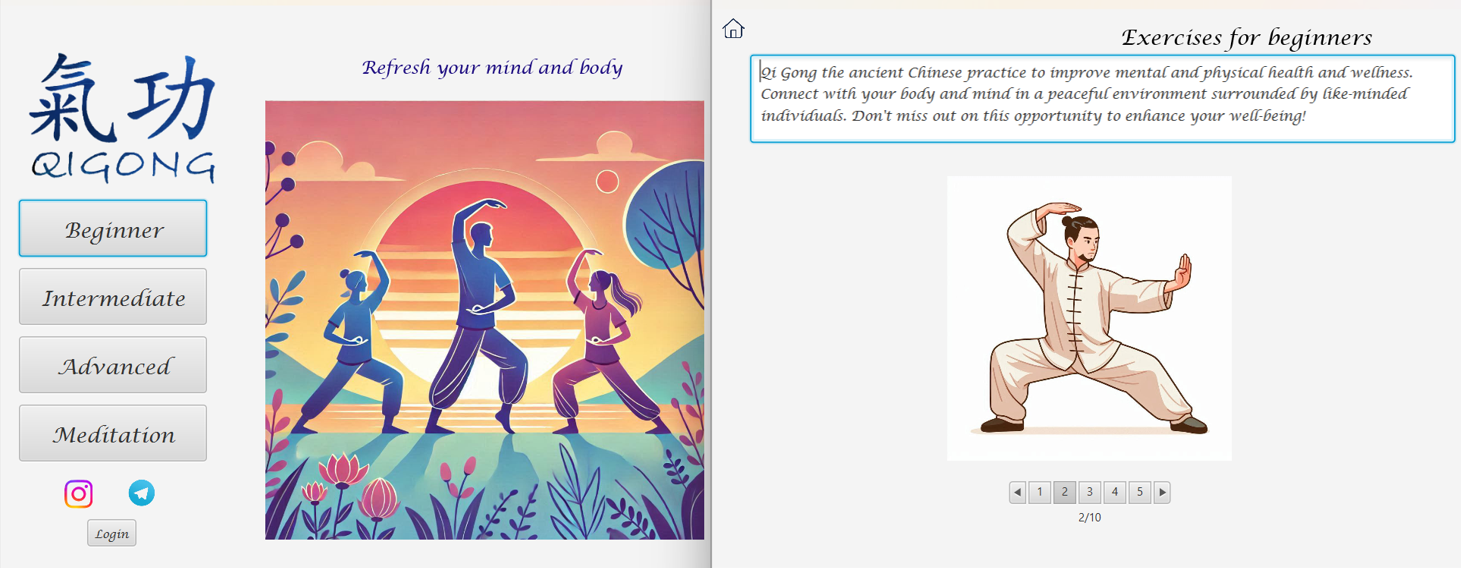 氣功
QIGONG
Beginner
Intermediate
Advanced
Meditation
Login
Refresh your mind and body
Exercises for beginners
Qi Gong the ancient Chinese practice to improve mental and physical health and wellness.
Connect with your body and mind in a peaceful environment surrounded by like-minded
individuals. Don't miss out on this opportunity to enhance your well-being!
1 2 3 4 5
2/10